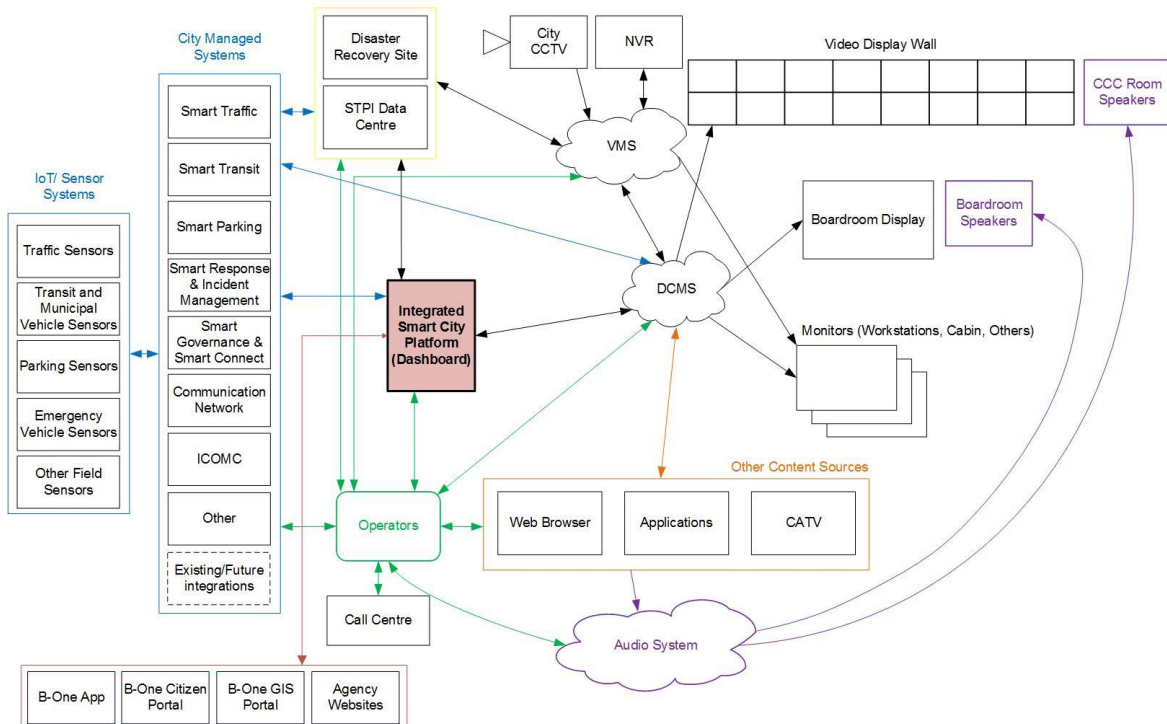 City Managed
Systems
Smart Traffic
Smart Transit
Smart Parking
Smart Response
& Incident
Management
Smart
Governance &
Smart Connect
Communication
Network
ICOMC
Other
Existing/Future
integrations
IoT/ Sensor
Systems
Traffic Sensors
Transit and
Municipal
Vehicle Sensors
Parking Sensors
Emergency
Vehicle Sensors
Other Field
Sensors
Disaster
Recovery Site
STPI Data
Centre
City
CCTV
NVR
VMS
Video Display Wall
CCC Room
Speakers
Boardroom Display
Boardroom
Speakers
DCMS
Integrated
Smart City
Platform
(Dashboard)
Monitors (Workstations, Cabin, Others)
Other Content Sources
Web Browser
Applications
CATV
Operators
Call Centre
Audio System
B-One App
B-One Citizen
Portal
B-One GIS
Portal
Agency
Websites